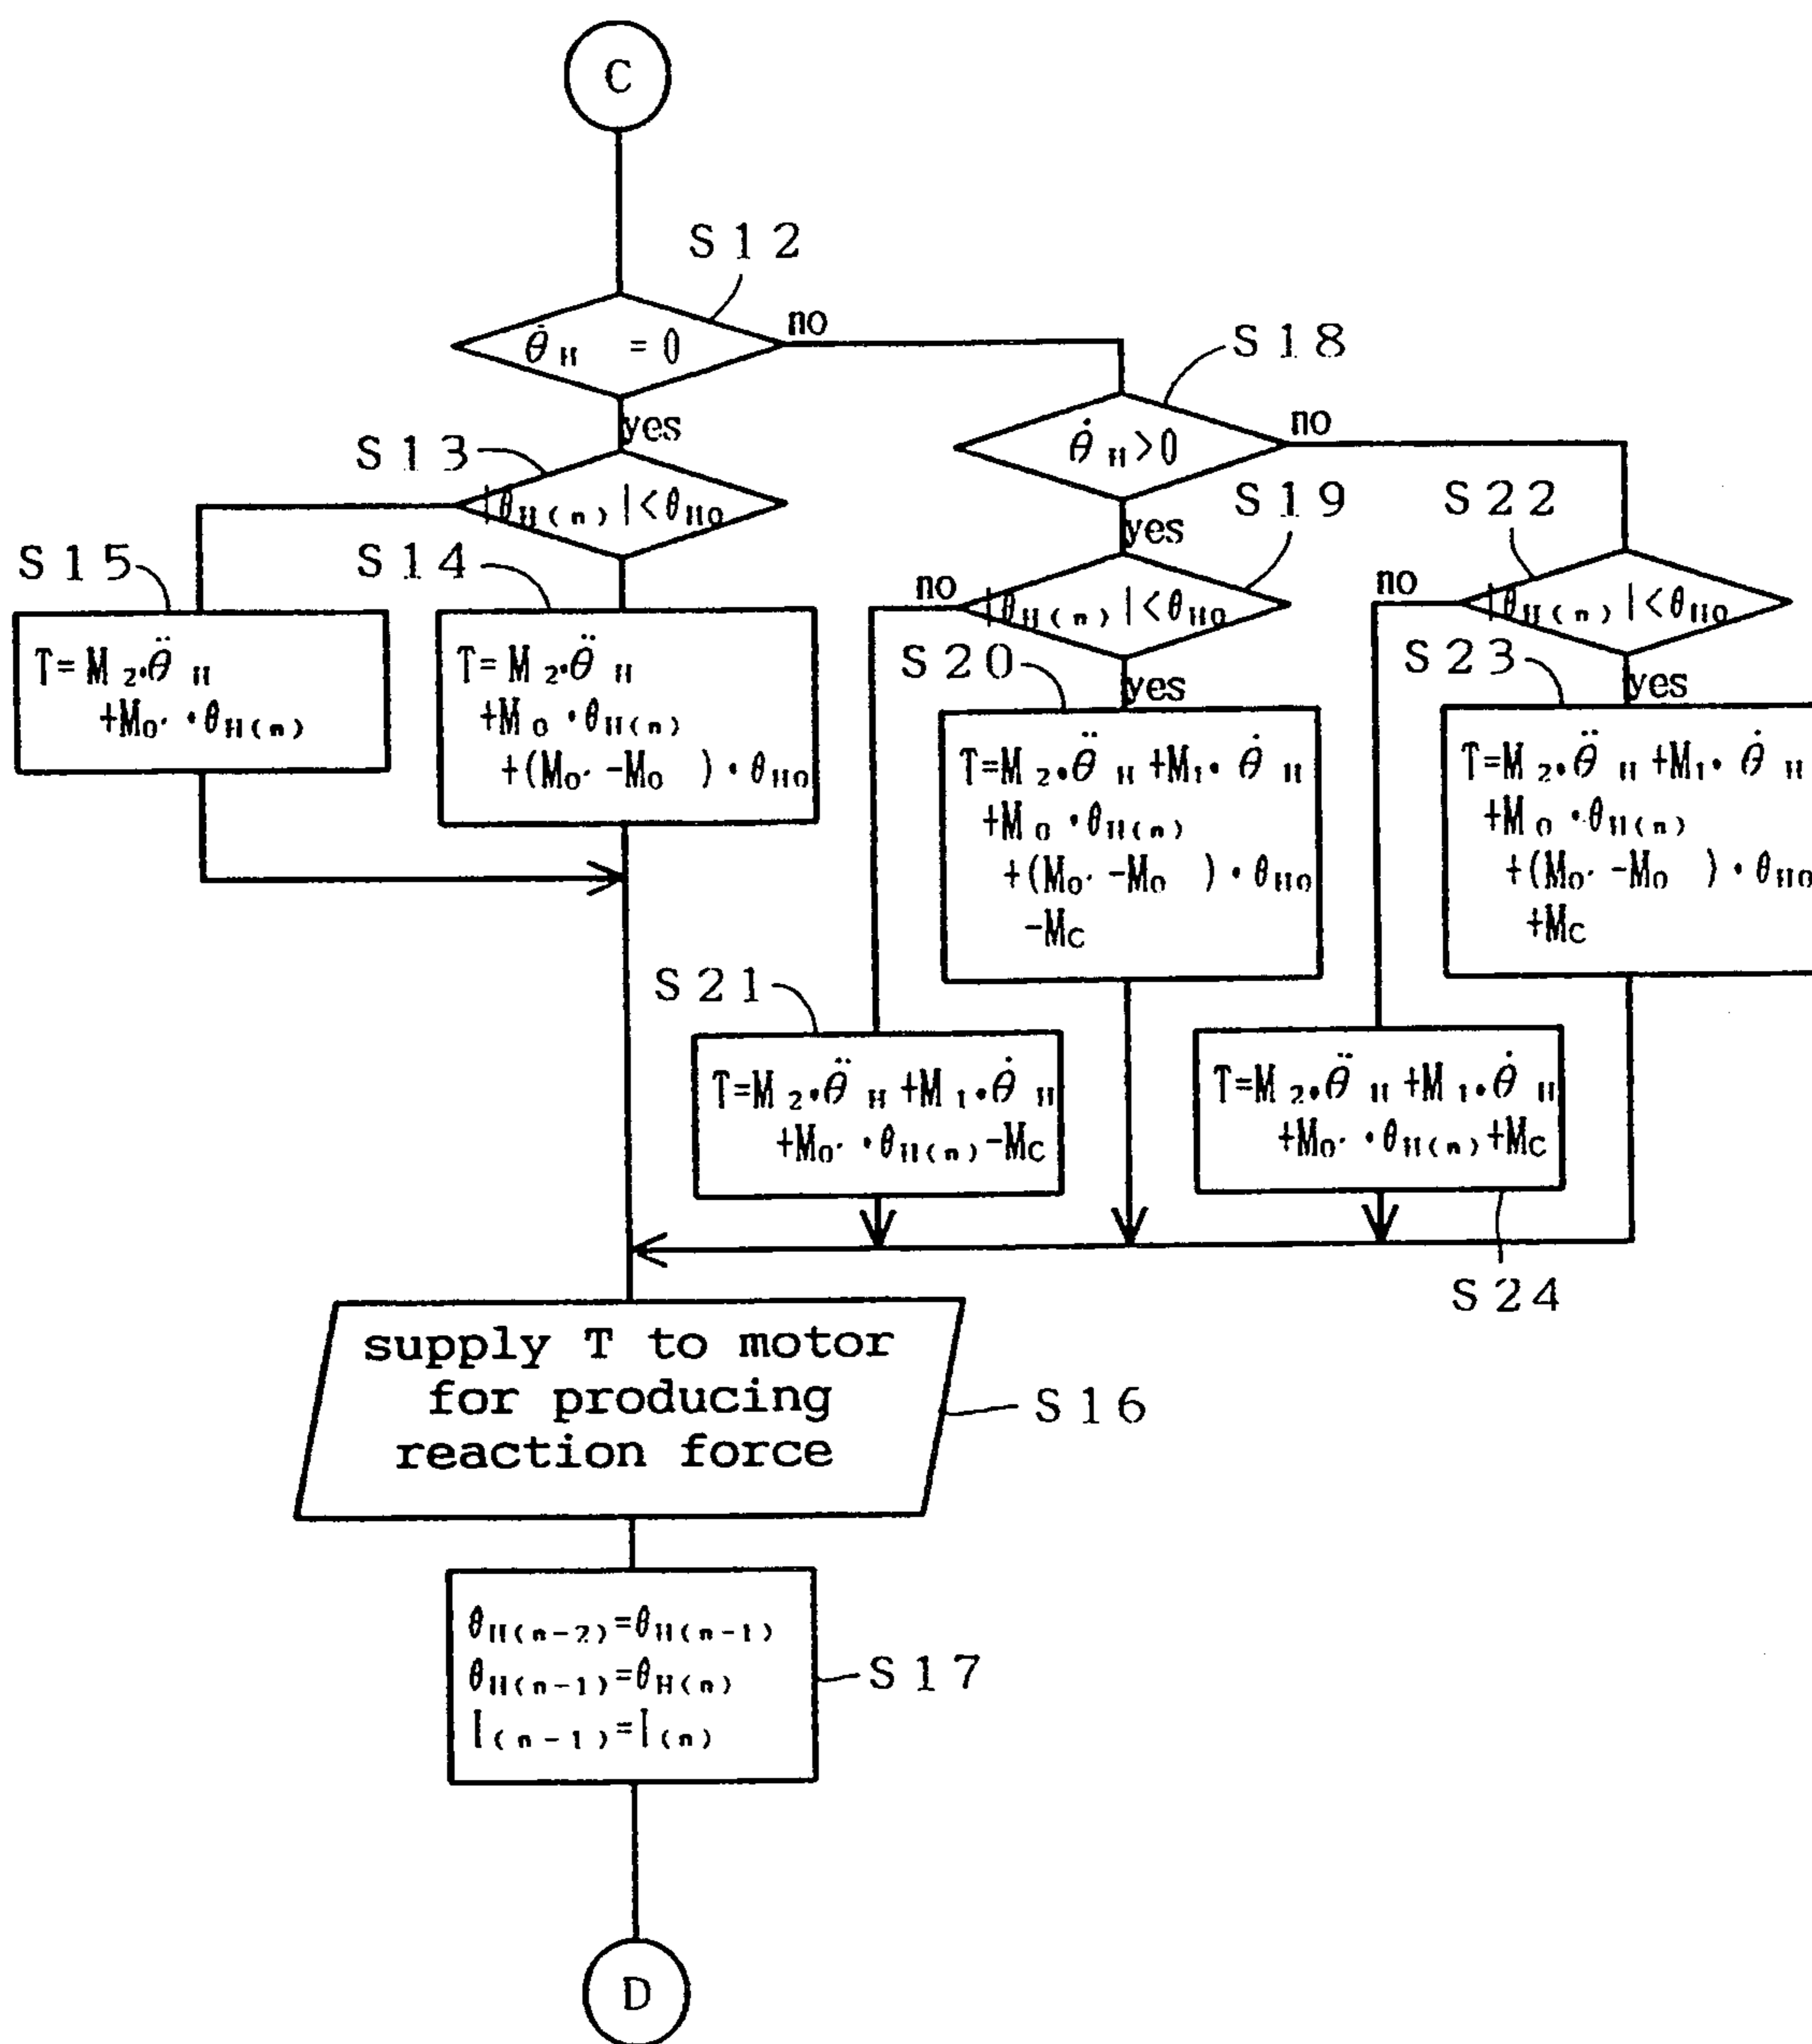 C
S12
θ̇H = 0
no
yes
S18
θ̇H>0
no
yes
S13
|θH(n)|<θH0
S19
|θH(n)|<θH0
no
yes
S22
|θH(n)|<θH0
no
yes
S15
T=M2·θ̈H
+M0'·θH(n)
S14
T=M2·θ̈H
+M0·θH(n)
+(M0'-M0)·θH0
S20
T=M2·θ̈H+M1·θ̇H
+M0·θH(n)
+(M0'-M0)·θH0
-MC
S23
T=M2·θ̈H+M1·θ̇H
+M0·θH(n)
+(M0'-M0)·θH0
+MC
S21
T=M2·θ̈H+M1·θ̇H
+M0'·θH(n)-MC
T=M2·θ̈H+M1·θ̇H
+M0'·θH(n)+MC
S24
supply T to motor
for producing
reaction force
S16
θH(n-2)=θH(n-1)
θH(n-1)=θH(n)
I(n-1)=I(n)
S17
D